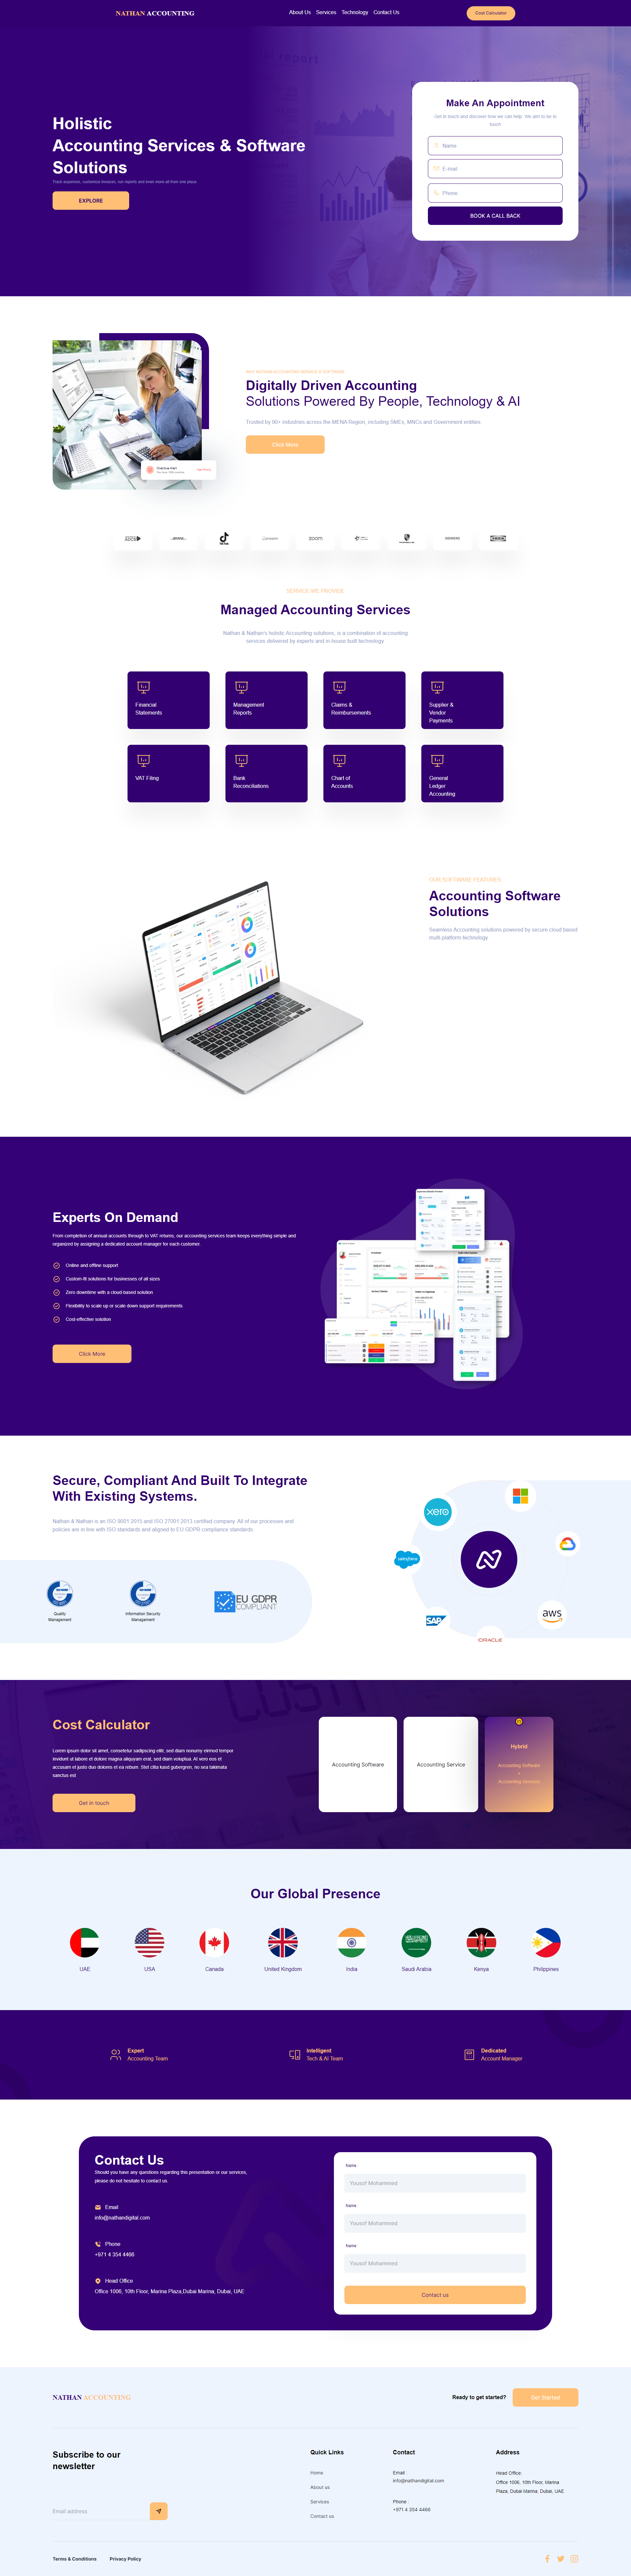 NATHAN ACCOUNTING
About Us Services Technology Contact Us
Cost Calculator
Holistic
Accounting Services & Software
Solutions
Track expenses, customize invoices, run reports and even more all from one place.
EXPLORE
Make An Appointment
Get in touch and discover how we can help. We aim to be in
touch
Name
E-mail
Phone
BOOK A CALL BACK
WHY NATHAN ACCOUNTING SERVICE & SOFTWARE
Digitally Driven Accounting
Solutions Powered By People, Technology & AI
Trusted by 90+ industries across the MENA Region, including SMEs, MNCs and Government entities.
Click More
zoom
SIEMENS
IKEA
SERVICE WE PROVIDE
Managed Accounting Services
Nathan & Nathan's holistic Accounting solutions, is a combination of accounting
services delivered by experts and in-house built technology
Financial
Statements
Management
Reports
Claims &
Reimbursements
Supplier &
Vendor
Payments
VAT Filing
Bank
Reconciliations
Chart of
Accounts
General
Ledger
Accounting
OUR SOFTWARE FEATURES
Accounting Software
Solutions
Seamless Accounting solutions powered by secure cloud based
multi-platform technology
Experts On Demand
From completion of annual accounts through to VAT returns, our accounting services team keeps everything simple and
organized by assigning a dedicated account manager for each customer.
Online and offline support
Custom-fit solutions for businesses of all sizes
Zero downtime with a cloud-based solution
Flexibility to scale up or scale down support requirements
Cost-effective solution
Click More
Secure, Compliant And Built To Integrate
With Existing Systems.
Nathan & Nathan is an ISO 9001:2015 and ISO 27001:2013 certified company. All of our processes and
policies are in line with ISO standards and aligned to EU GDPR compliance standards
Quality
Management
Information Security
Management
EU GDPR
COMPLIANT
xero
salesforce
SAP
ORACLE
aws
Cost Calculator
Lorem ipsum dolor sit amet, consetetur sadipscing elitr, sed diam nonumy eirmod tempor
invidunt ut labore et dolore magna aliquyam erat, sed diam voluptua. At vero eos et
accusam et justo duo dolores et ea rebum. Stet clita kasd gubergren, no sea takimata
sanctus est
Get in touch
Accounting Software
Accounting Service
Hybrid
Accounting Software
+
Accounting Services
Our Global Presence
UAE
USA
Canada
United Kingdom
India
Saudi Arabia
Kenya
Philippines
Expert
Accounting Team
Intelligent
Tech & AI Team
Dedicated
Account Manager
Contact Us
Should you have any questions regarding this presentation or our services,
please do not hesitate to contact us.
Email
info@nathandigital.com
Phone
+971 4 354 4466
Head Office
Office 1006, 10th Floor, Marina Plaza,Dubai Marina, Dubai, UAE
Name
Yousof Mohammed
Name
Yousof Mohammed
Name
Yousof Mohammed
Contact us
NATHAN ACCOUNTING
Ready to get started?
Get Started
Subscribe to our
newsletter
Email address
Quick Links
Home
About us
Services
Contact us
Contact
Email :
info@nathandigital.com
Phone :
+971 4 354 4466
Address
Head Office:
Office 1006, 10th Floor, Marina
Plaza, Dubai Marina, Dubai, UAE
Terms & Conditions
Privacy Policy